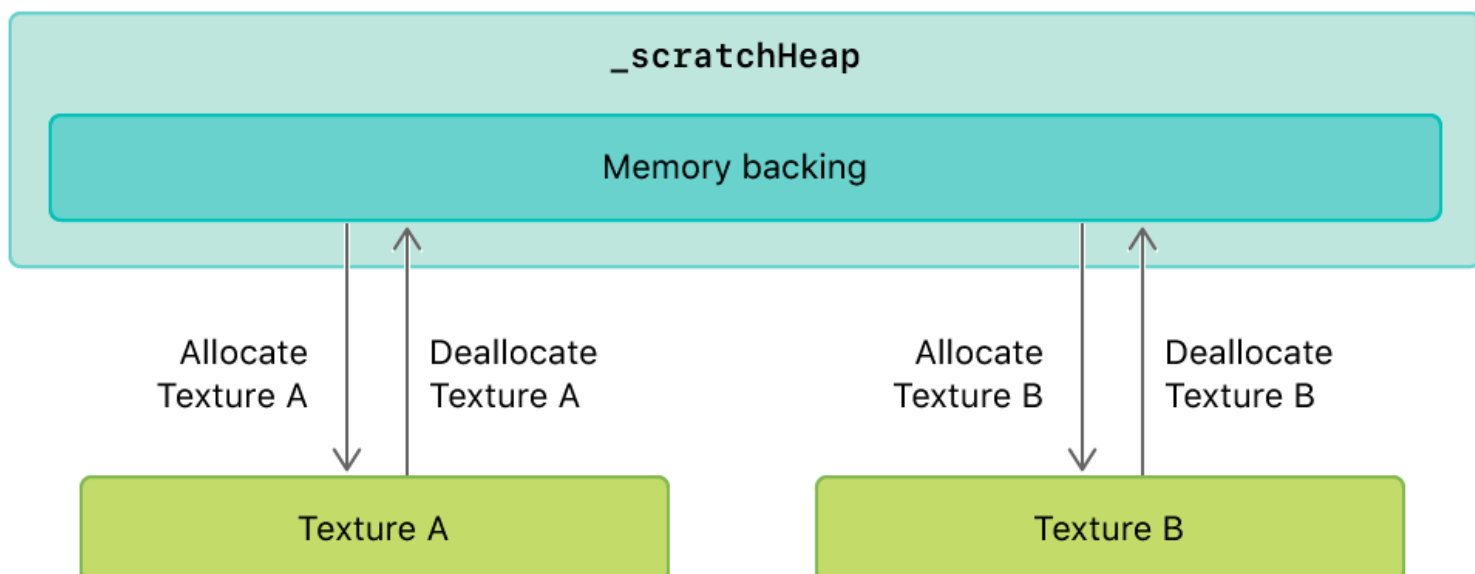 _scratchHeap
Memory backing
Allocate
Texture A
Deallocate
Texture A
Allocate
Texture B
Deallocate
Texture B
Texture A
Texture B